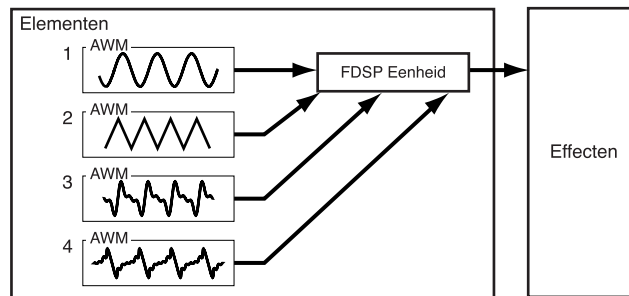 Elementen
1 AWM
FDSP Eenheid
2 AWM
3 AWM
4 AWM
Effecten